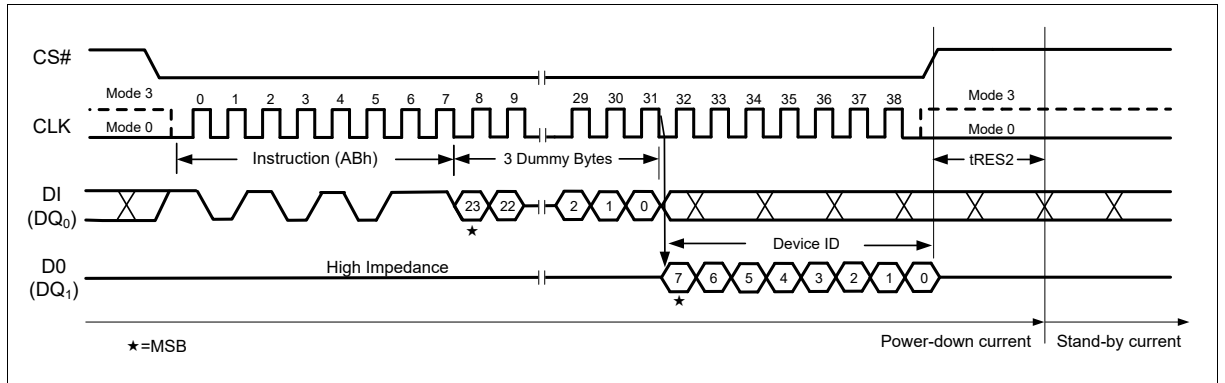 CS#
Mode 3
0 1 2 3 4 5 6 7 8 9 29 30 31 32 33 34 35 36 37 38
Mode 3
CLK
Mode 0
Mode 0
Instruction (ABh)
3 Dummy Bytes
tRES2
DI
(DQ0)
23 22 2 1 0
★
Device ID
D0
(DQ1)
High Impedance
7 6 5 4 3 2 1 0
★
Power-down current
Stand-by current
★=MSB